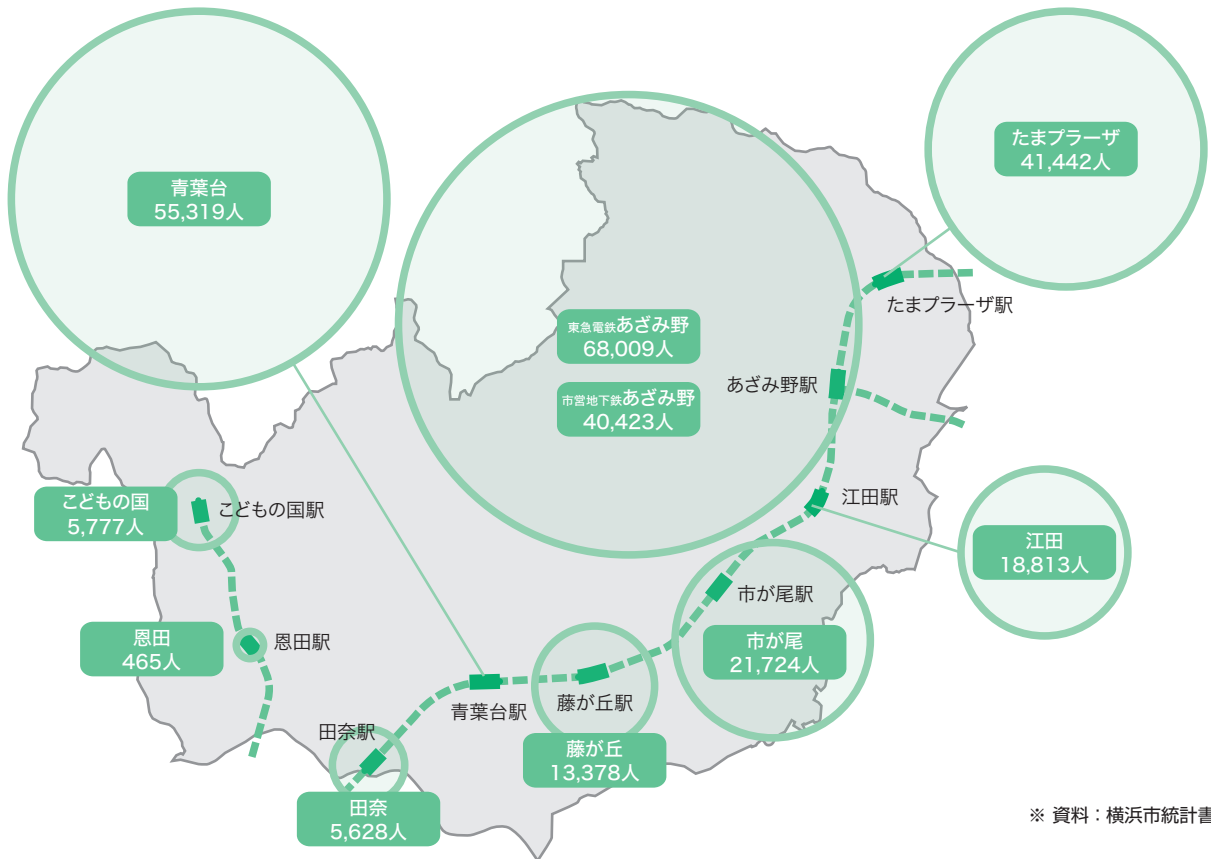 たまプラーザ
41,442人
青葉台
55,319人
たまプラーザ駅
東急電鉄あざみ野
68,009人
あざみ野駅
市営地下鉄あざみ野
40,423人
こどもの国
5,777人
こどもの国駅
江田駅
江田
18,813人
市が尾駅
恩田
465人
恩田駅
市が尾
21,724人
青葉台駅
藤が丘駅
田奈駅
藤が丘
13,378人
田奈
5,628人
※ 資料：横浜市統計書